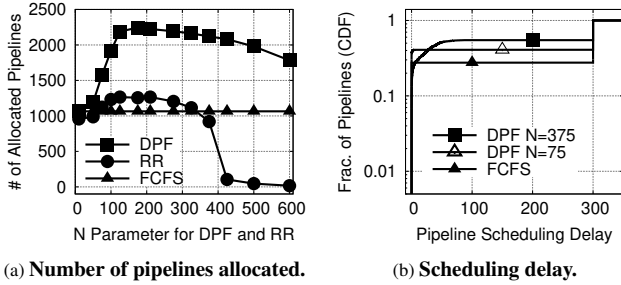 # of Allocated Pipelines
2500
2000
1500
1000
500
0
DPF
RR
FCFS
0 100 200 300 400 500 600
N Parameter for DPF and RR
(a) Number of pipelines allocated.
Frac. of Pipelines (CDF)
1
0.1
0.01
DPF N=375
DPF N=75
FCFS
0 100 200 300
Pipeline Scheduling Delay
(b) Scheduling delay.